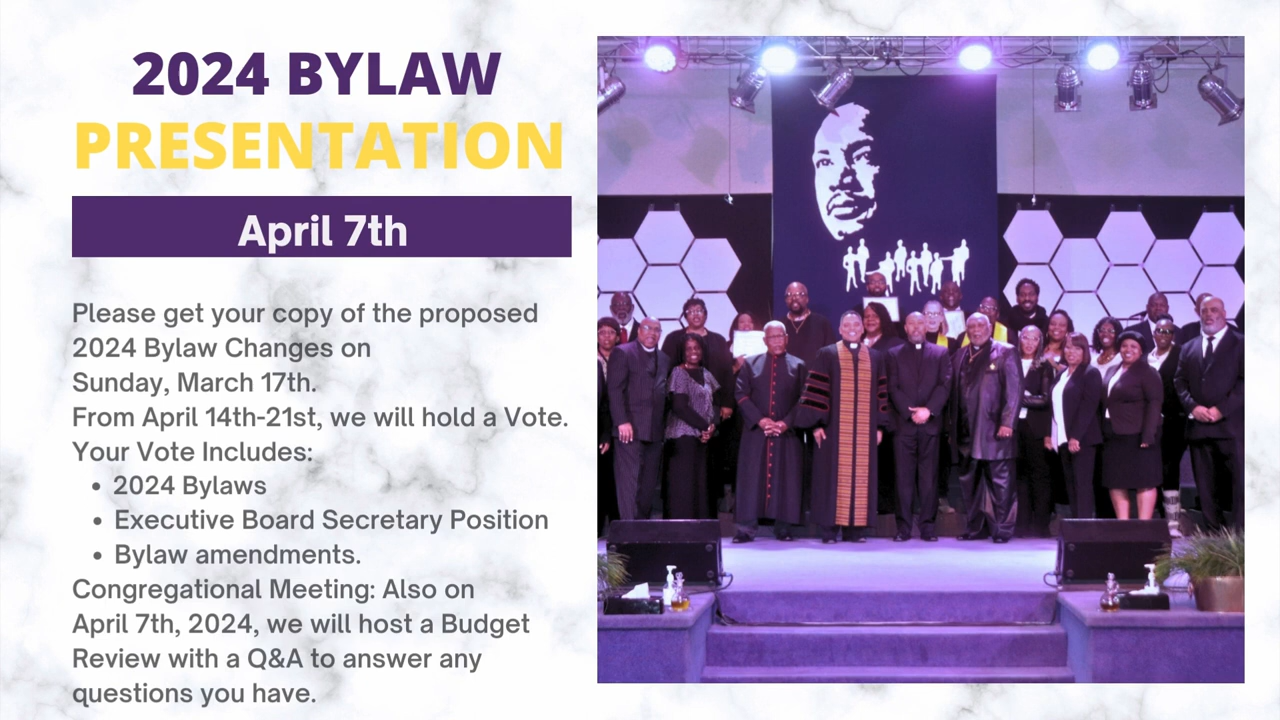 2024 BYLAW
PRESENTATION
April 7th
Please get your copy of the proposed
2024 Bylaw Changes on
Sunday, March 17th.
From April 14th-21st, we will hold a Vote.
Your Vote Includes:
• 2024 Bylaws
• Executive Board Secretary Position
• Bylaw amendments.
Congregational Meeting: Also on
April 7th, 2024, we will host a Budget
Review with a Q&A to answer any
questions you have.